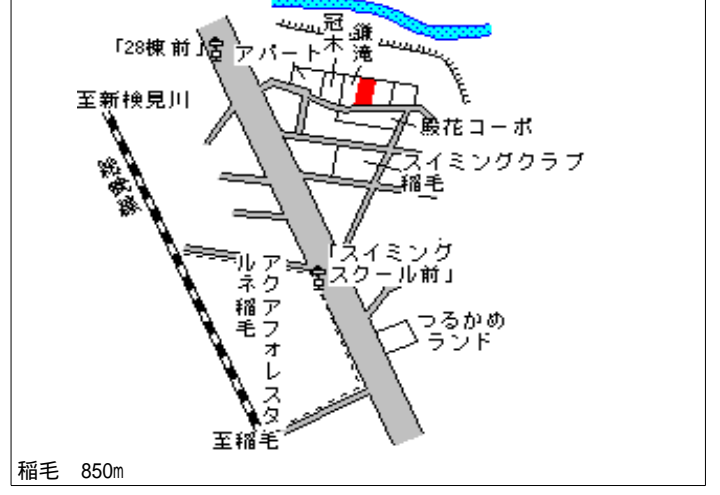 冠木
鎌滝
「28棟前」
アパート
至新検見川
殿花コーポ
スイミングクラブ
稲毛
総武線
「スイミング
スクール前」
アクアフォレスタ
ルネ稲毛
つるかめ
ランド
至稲毛
稲毛 850m